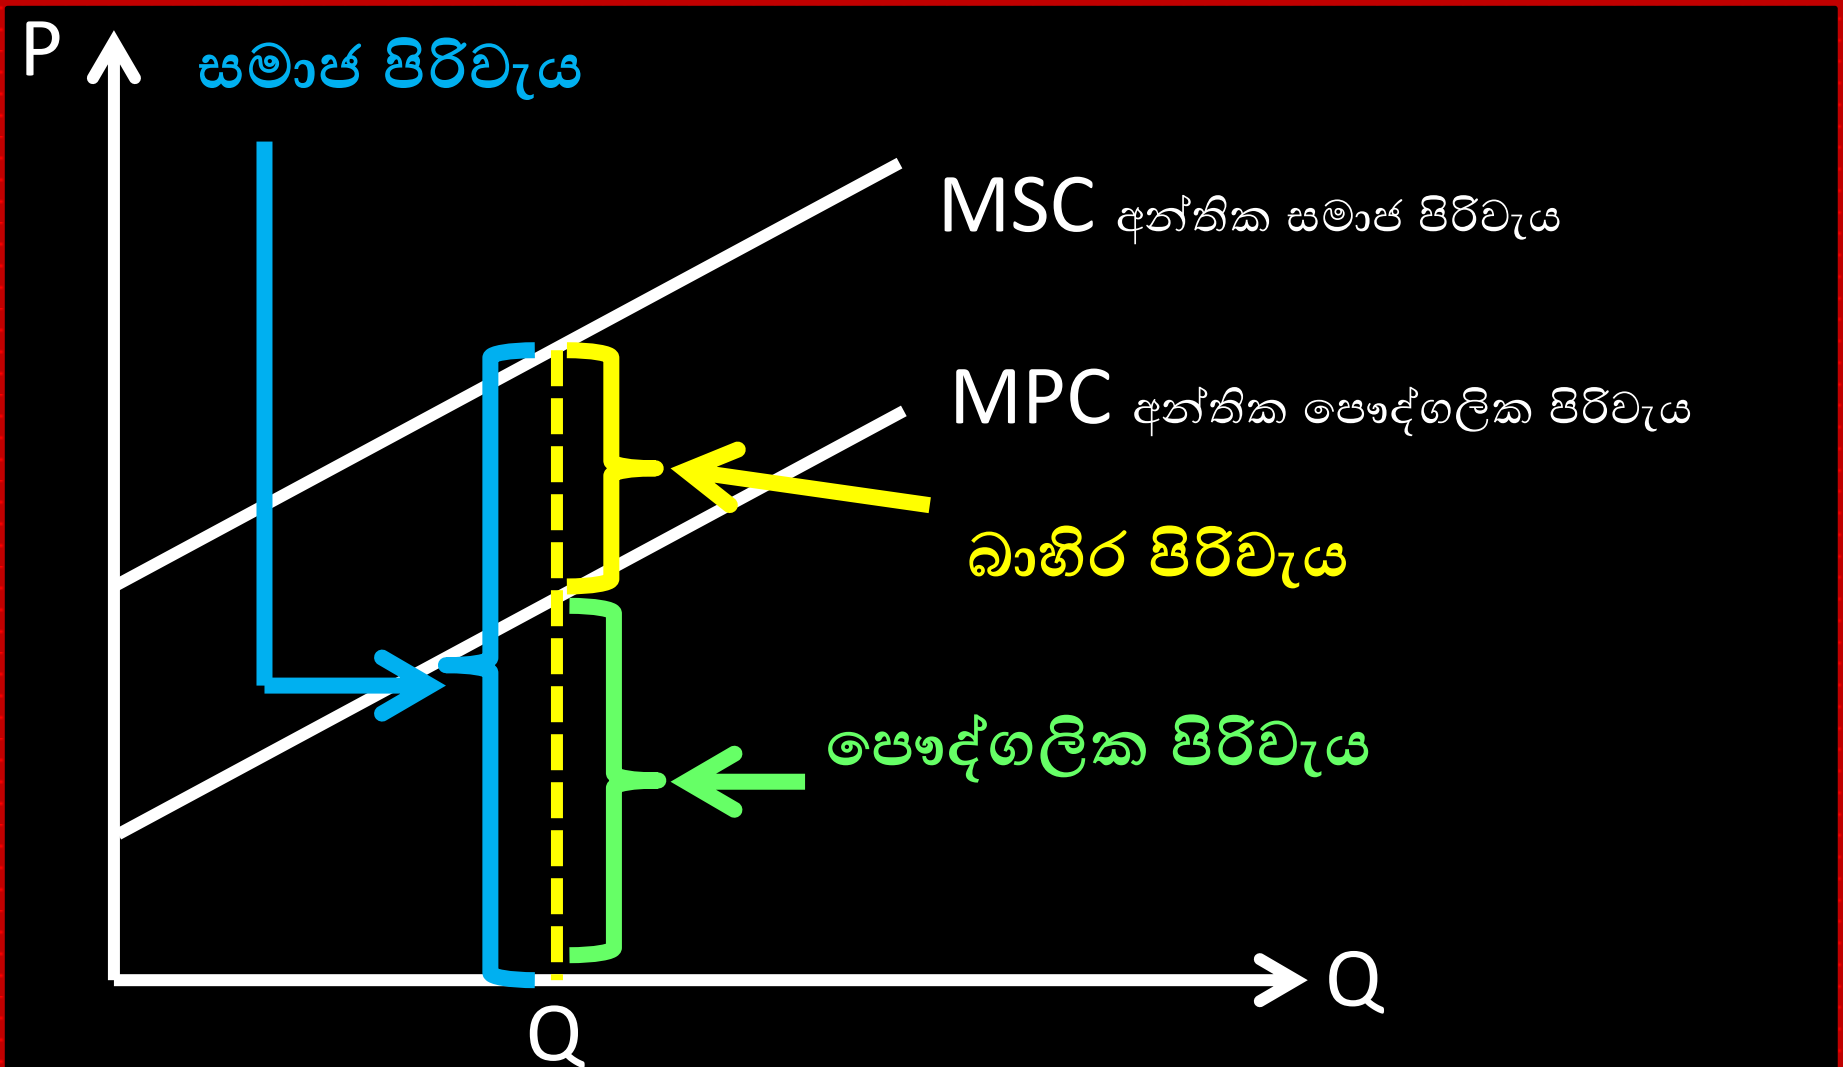 P
සමාජ පිරිවැය
MSC අන්තික සමාජ පිරිවැය
MPC අන්තික පෞද්ගලික පිරිවැය
බාහිර පිරිවැය
පෞද්ගලික පිරිවැය
Q
Q